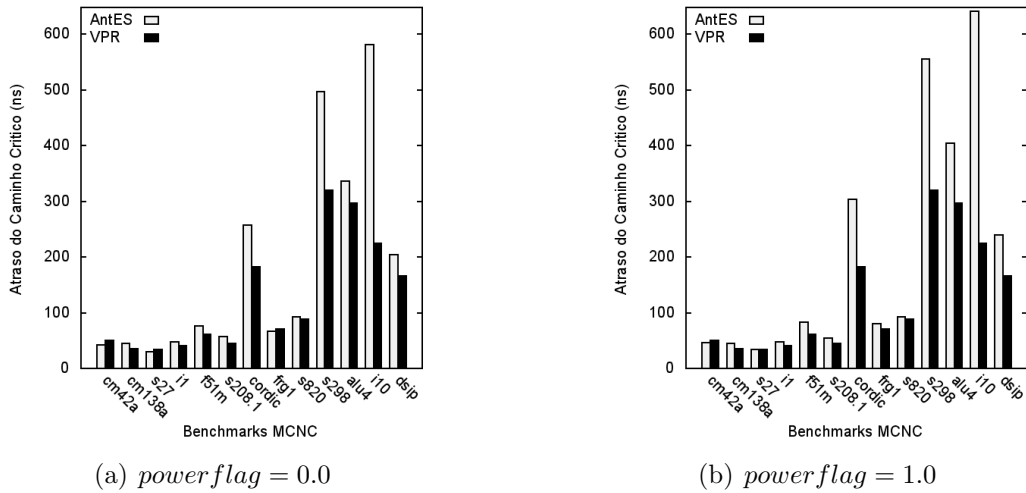 AntES
VPR
Atraso do Caminho Critico (ns)
600
500
400
300
200
100
0
cm42a
cm138a
s27
i1
f51m
s208.1
cordic
frg1
s820
s298
alu4
i10
dsip
Benchmarks MCNC
(a) powerflag = 0.0
AntES
VPR
Atraso do Caminho Critico (ns)
600
500
400
300
200
100
0
cm42a
cm138a
s27
i1
f51m
s208.1
cordic
frg1
s820
s298
alu4
i10
dsip
Benchmarks MCNC
(b) powerflag = 1.0